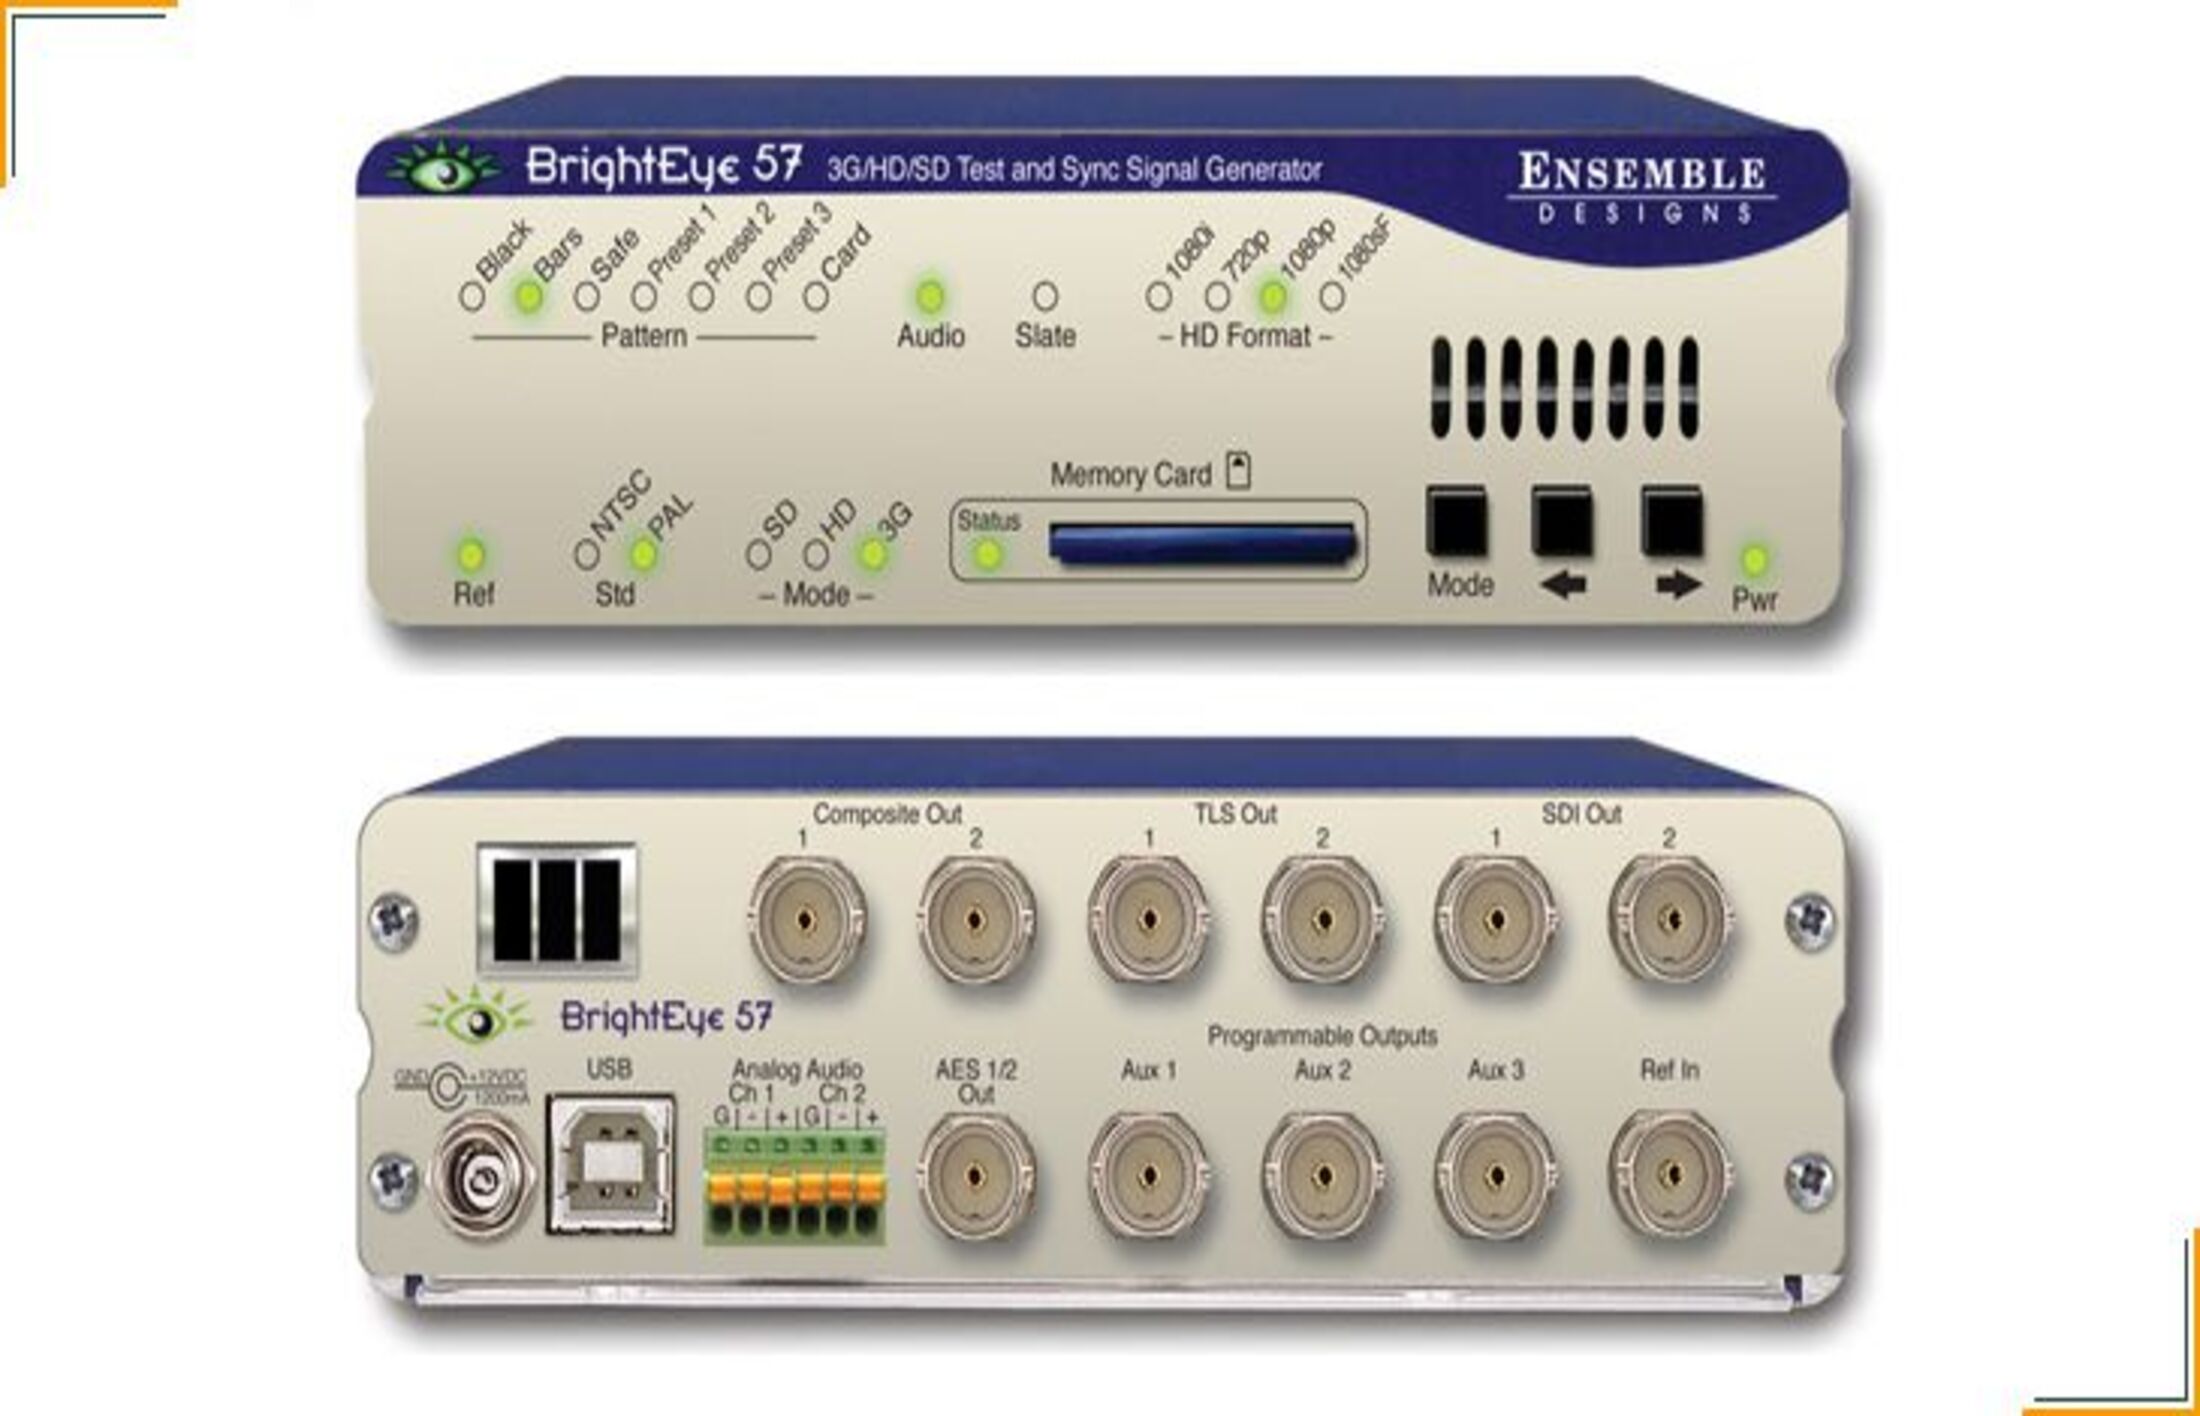 BrightEye 57 3G/HD/SD Test and Sync Signal Generator
ENSEMBLE
DESIGNS
Black Bars Safe Preset 1 Preset 2 Preset 3 Card
1080i 720p 1080p 1080sF
Pattern Audio Slate - HD Format -
Memory Card
NTSC PAL SD HD 3G Status
Ref Std - Mode - Mode Pwr
Composite Out TLS Out SDI Out
1 2 1 2 1 2
BrightEye 57
Programmable Outputs
GND +12VDC
1200mA
USB
Analog Audio
Ch 1 Ch 2
G | - | + | G | - | +
AES 1/2
Out
Aux 1 Aux 2 Aux 3 Ref In